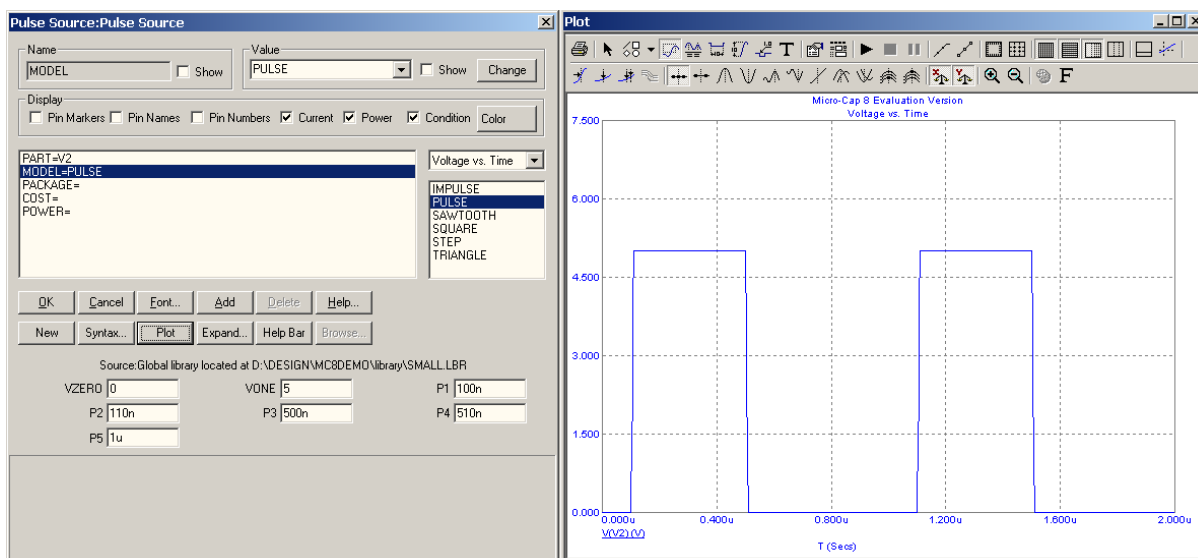 Pulse Source:Pulse Source
Name
MODEL
Show
Value
PULSE
Show
Change
Display
Pin Markers
Pin Names
Pin Numbers
Current
Power
Condition
Color
PART=V2
MODEL=PULSE
PACKAGE=
COST=
POWER=
Voltage vs. Time
IMPULSE
PULSE
SAWTOOTH
SQUARE
STEP
TRIANGLE
OK
Cancel
Font...
Add
Delete
Help...
New
Syntax...
Plot
Expand...
Help Bar
Browse...
Source:Global library located at D:\DESIGN\MC8DEMO\library\SMALL.LBR
VZERO 0
VONE 5
P1 100n
P2 110n
P3 500n
P4 510n
P5 1u
Plot
T
X
Y
F
Micro-Cap 8 Evaluation Version
Voltage vs. Time
7.500
6.000
4.500
3.000
1.500
0.000
0.000u
0.400u
0.800u
1.200u
1.600u
2.000u
V(V2) (V)
T (Secs)